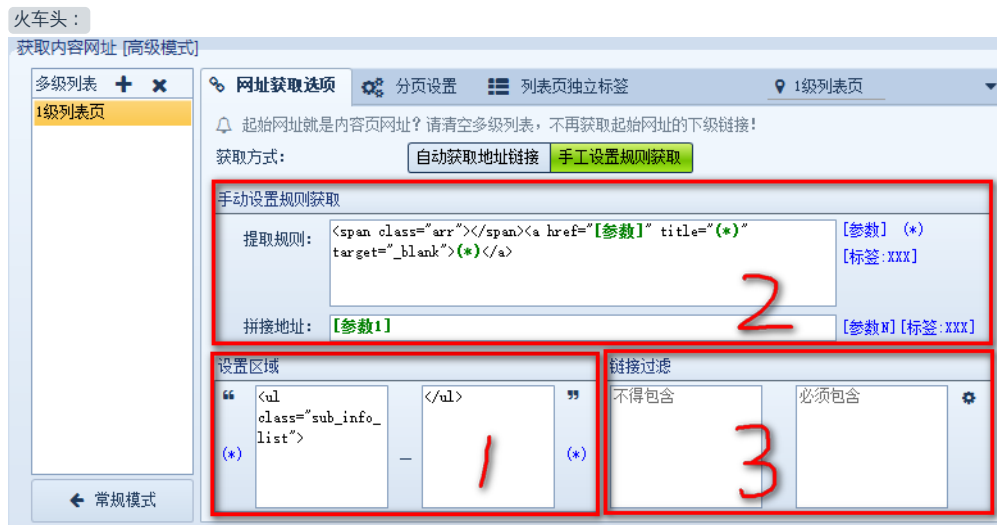 火车头：
获取内容网址 [高级模式]
多级列表
1级列表页
网址获取选项 分页设置 列表页独立标签 1级列表页
起始网址就是内容页网址? 请清空多级列表，不再获取起始网址的下级链接!
获取方式: 自动获取地址链接 手工设置规则获取
手动设置规则获取
提取规则: <span class="arr"></span><a href="[参数]" title="(*)" [参数] (*)
target="_blank">(*)</a> [标签:XXX]
2
拼接地址: [参数1] [参数N][标签:XXX]
设置区域 链接过滤
“ <ul </ul> ” 不得包含 必须包含
class="sub_info_
list">
(*) — (*)
1 3
常规模式